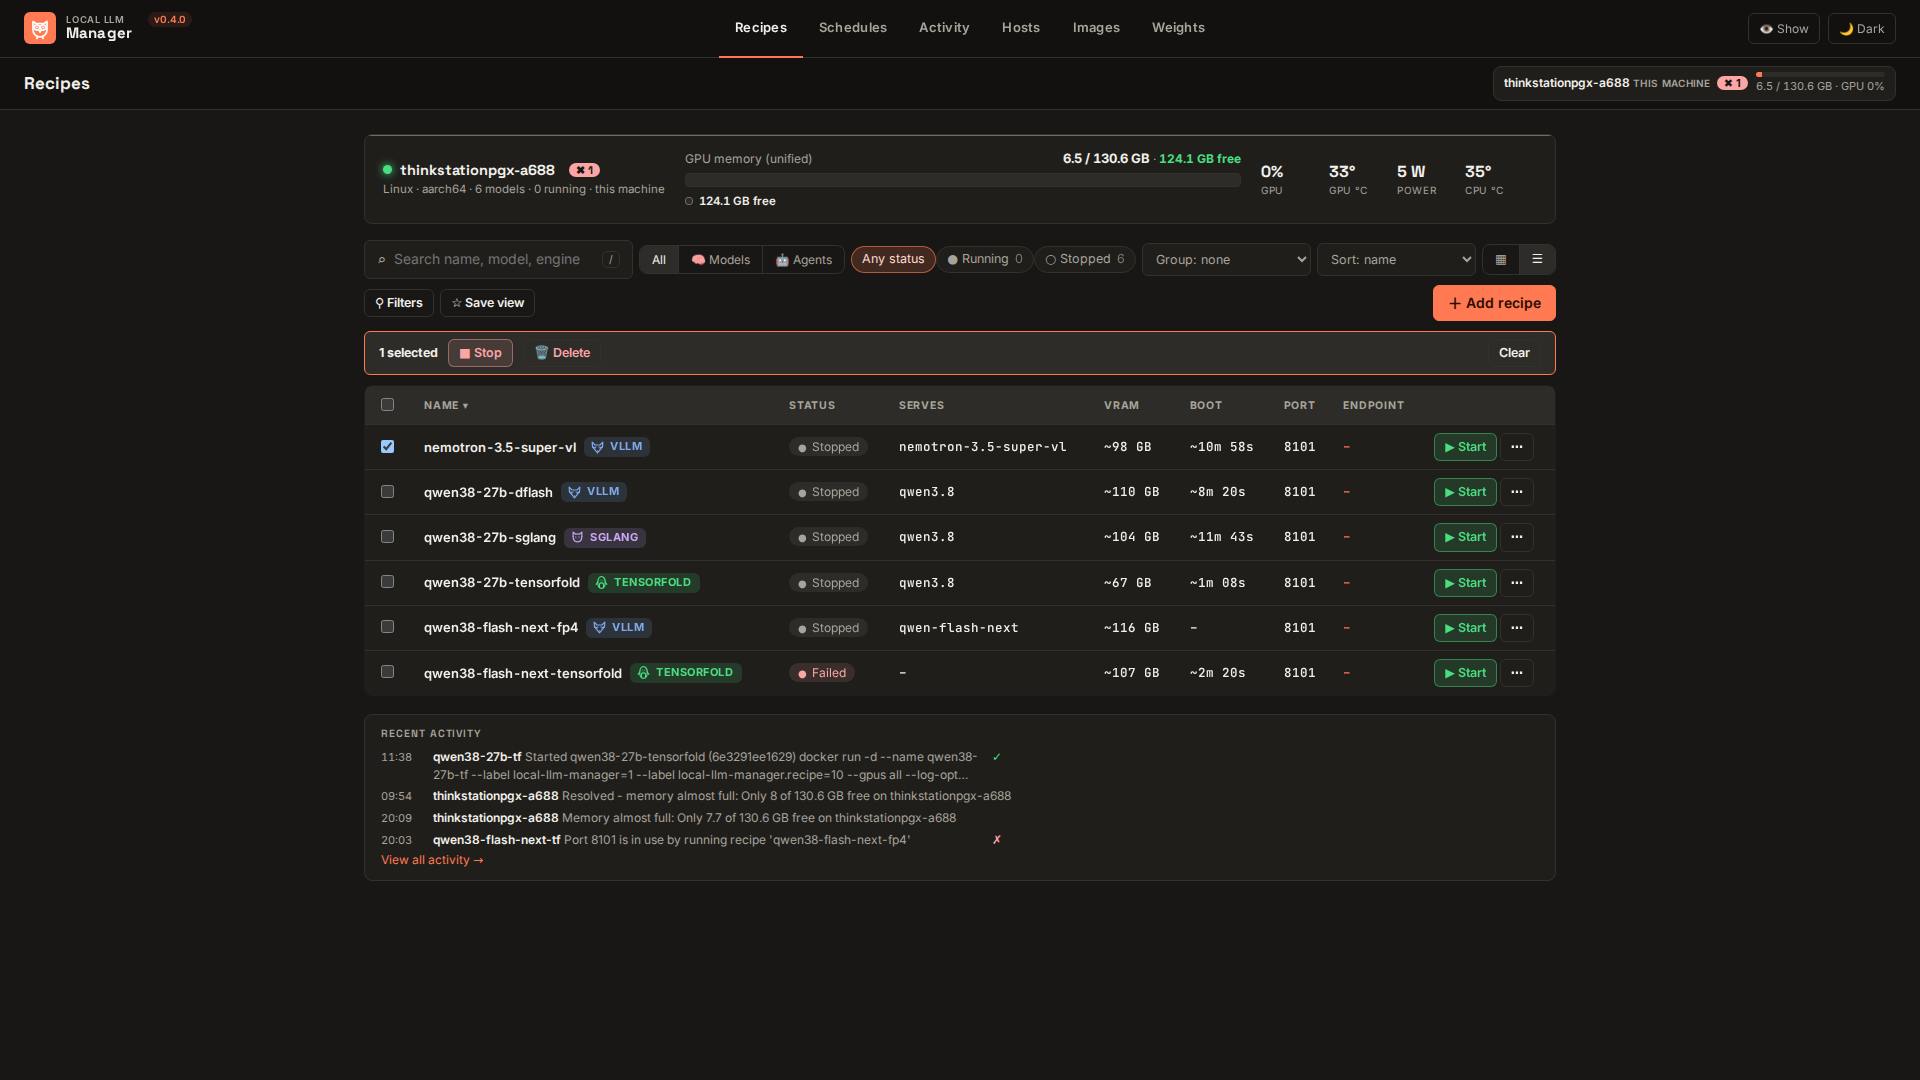 LOCAL LLM
Manager
v0.4.0
Recipes Schedules Activity Hosts Images Weights
👁 Show 🌙 Dark
Recipes
thinkstationpgx-a688 THIS MACHINE ✖ 1 6.5 / 130.6 GB · GPU 0%
thinkstationpgx-a688 ✖ 1
Linux · aarch64 · 6 models · 0 running · this machine
GPU memory (unified) 6.5 / 130.6 GB · 124.1 GB free
124.1 GB free
0% 33° 5 W 35°
GPU GPU °C POWER CPU °C
Search name, model, engine / All 🧠 Models 🤖 Agents Any status ● Running 0 ○ Stopped 6 Group: none Sort: name ▦ ☰
⚲ Filters ☆ Save view + Add recipe
1 selected ■ Stop 🗑 Delete Clear
NAME ▾ STATUS SERVES VRAM BOOT PORT ENDPOINT
nemotron-3.5-super-vl VLLM ● Stopped nemotron-3.5-super-vl ~98 GB ~10m 58s 8101 – ▶ Start ⋯
qwen38-27b-dflash VLLM ● Stopped qwen3.8 ~110 GB ~8m 20s 8101 – ▶ Start ⋯
qwen38-27b-sglang SGLANG ● Stopped qwen3.8 ~104 GB ~11m 43s 8101 – ▶ Start ⋯
qwen38-27b-tensorfold TENSORFOLD ● Stopped qwen3.8 ~67 GB ~1m 08s 8101 – ▶ Start ⋯
qwen38-flash-next-fp4 VLLM ● Stopped qwen-flash-next ~116 GB – 8101 – ▶ Start ⋯
qwen38-flash-next-tensorfold TENSORFOLD ● Failed – ~107 GB ~2m 20s 8101 – ▶ Start ⋯
RECENT ACTIVITY
11:38 qwen38-27b-tf Started qwen38-27b-tensorfold (6e3291ee1629) docker run -d --name qwen38- ✓
27b-tf --label local-llm-manager=1 --label local-llm-manager.recipe=10 --gpus all --log-opt…
09:54 thinkstationpgx-a688 Resolved - memory almost full: Only 8 of 130.6 GB free on thinkstationpgx-a688
20:09 thinkstationpgx-a688 Memory almost full: Only 7.7 of 130.6 GB free on thinkstationpgx-a688
20:03 qwen38-flash-next-tf Port 8101 is in use by running recipe 'qwen38-flash-next-fp4' ✗
View all activity →